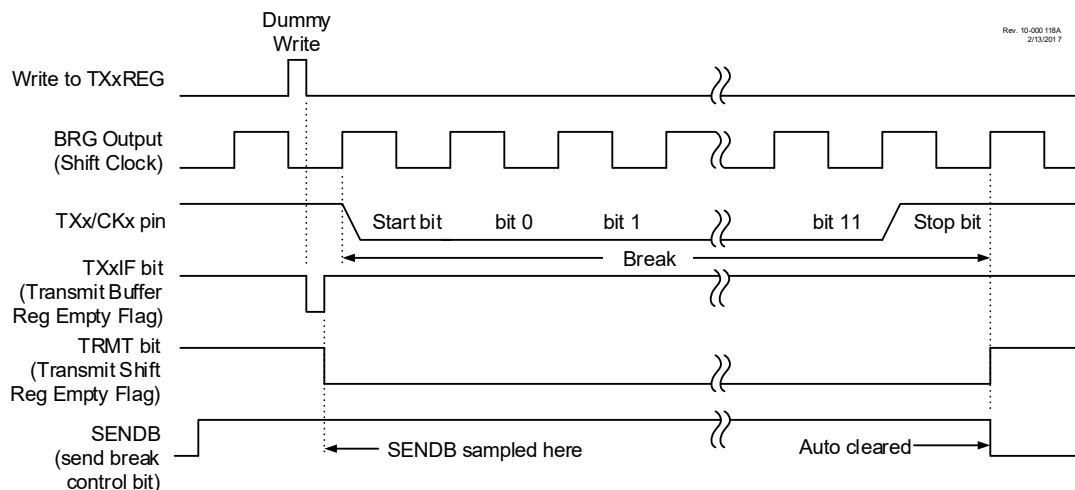 Dummy
Write
Rev. 10-000 118A
2/13/201 7
Write to TXxREG
BRG Output
(Shift Clock)
TXx/CKx pin
Start bit
bit 0
bit 1
bit 11
Stop bit
Break
TXxIF bit
(Transmit Buffer
Reg Empty Flag)
TRMT bit
(Transmit Shift
Reg Empty Flag)
SENDB
(send break
control bit)
SENDB sampled here
Auto cleared